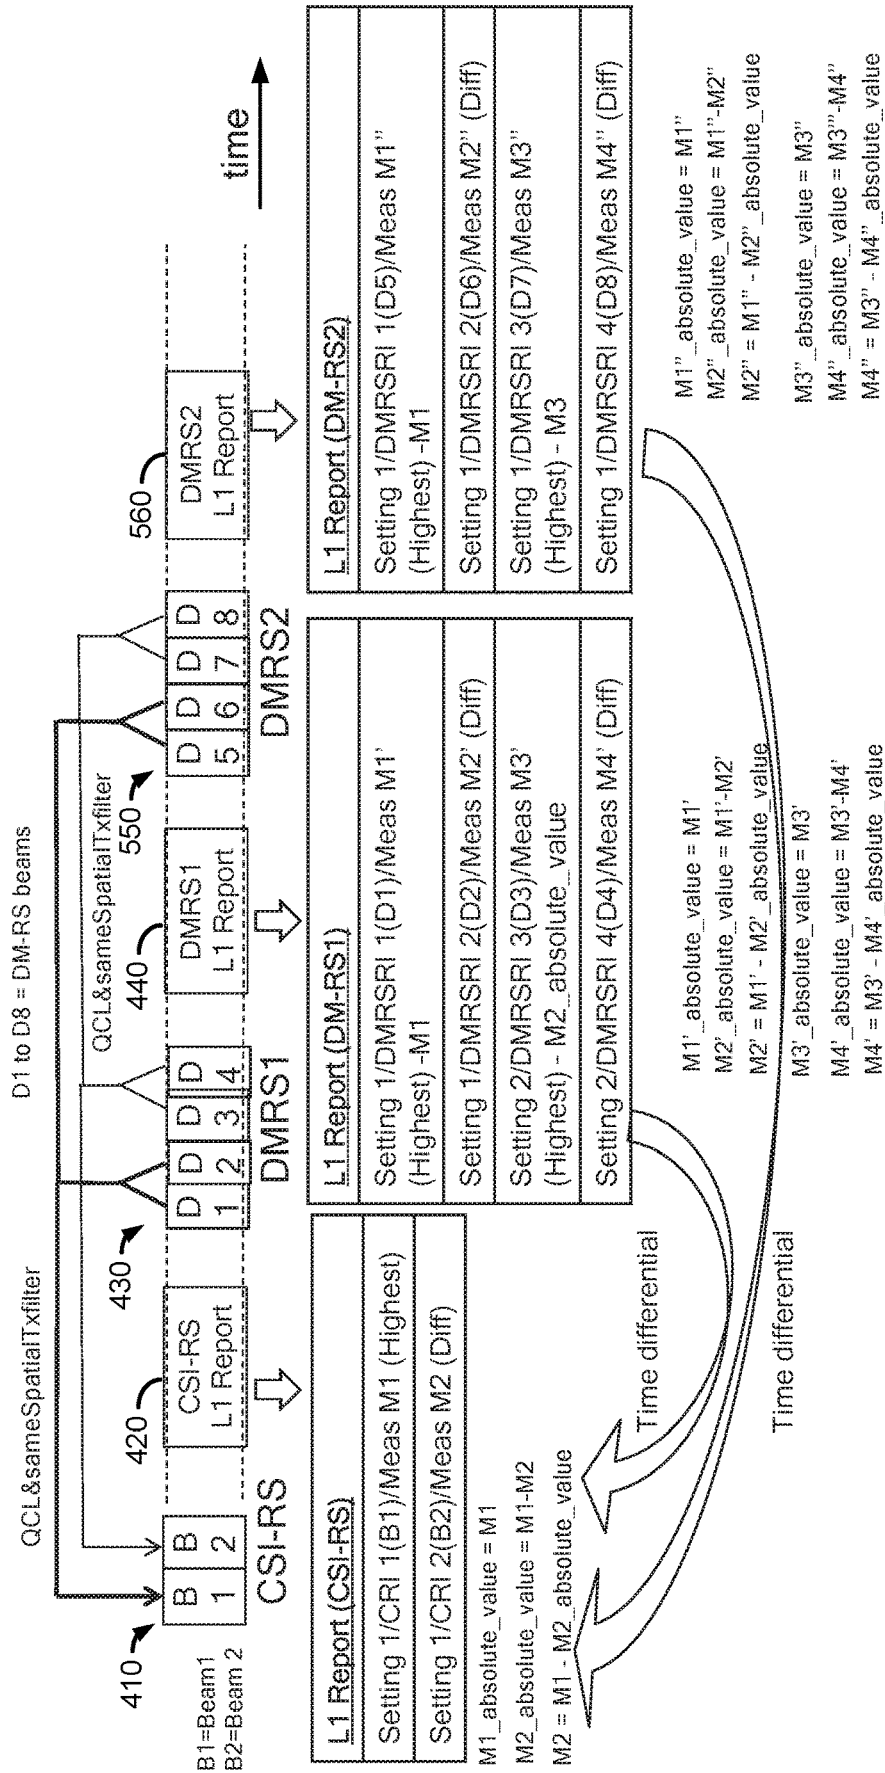 D1 to D8 = DM-RS beams
QCL&sameSpatialTxfilter
QCL&sameSpatialTxfilter
time
410
420
430
440
550
560
B1=Beam1
B2=Beam 2
B 1
B 2
CSI-RS
CSI-RS
L1 Report
D 1
D 2
D 3
D 4
DMRS1
DMRS1
L1 Report
D 5
D 6
D 7
D 8
DMRS2
DMRS2
L1 Report
L1 Report (CSI-RS)
Setting 1/CRI 1(B1)/Meas M1 (Highest)
Setting 1/CRI 2(B2)/Meas M2 (Diff)
M1_absolute_value = M1
M2_absolute_value = M1-M2
M2 = M1 - M2_absolute_value
L1 Report (DM-RS1)
Setting 1/DMRSRI 1(D1)/Meas M1'
(Highest) -M1
Setting 1/DMRSRI 2(D2)/Meas M2' (Diff)
Setting 2/DMRSRI 3(D3)/Meas M3'
(Highest) - M2_absolute_value
Setting 2/DMRSRI 4(D4)/Meas M4' (Diff)
M1'_absolute_value = M1'
M2'_absolute_value = M1'-M2'
M2' = M1' - M2'_absolute_value
M3'_absolute_value = M3'
M4'_absolute_value = M3'-M4'
M4' = M3' - M4'_absolute_value
L1 Report (DM-RS2)
Setting 1/DMRSRI 1(D5)/Meas M1''
(Highest) -M1
Setting 1/DMRSRI 2(D6)/Meas M2'' (Diff)
Setting 1/DMRSRI 3(D7)/Meas M3''
(Highest) - M3
Setting 1/DMRSRI 4(D8)/Meas M4'' (Diff)
M1''_absolute_value = M1''
M2''_absolute_value = M1''-M2''
M2'' = M1'' - M2''_absolute_value
M3''_absolute_value = M3''
M4''_absolute_value = M3'''-M4''
M4'' = M3'' - M4''_absolute_value
Time differential
Time differential